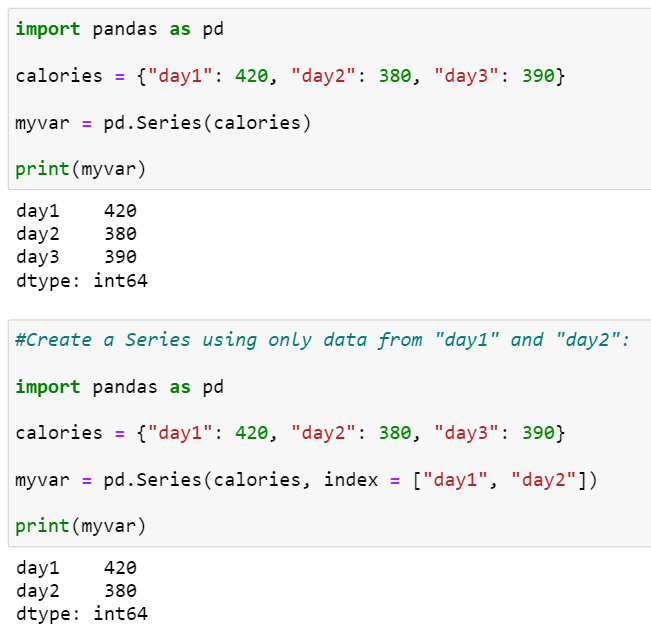 import pandas as pd
calories = {"day1": 420, "day2": 380, "day3": 390}
myvar = pd.Series(calories)
print(myvar)
day1    420
day2    380
day3    390
dtype: int64
#Create a Series using only data from "day1" and "day2":
import pandas as pd
calories = {"day1": 420, "day2": 380, "day3": 390}
myvar = pd.Series(calories, index = ["day1", "day2"])
print(myvar)
day1    420
day2    380
dtype: int64